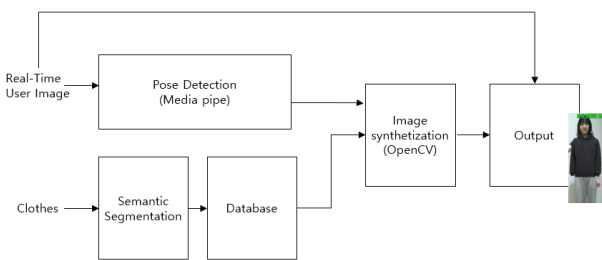 Real-Time
User Image
Pose Detection
(Media pipe)
Image
synthetization
(OpenCV)
Output
Clothes
Semantic
Segmentation
Database